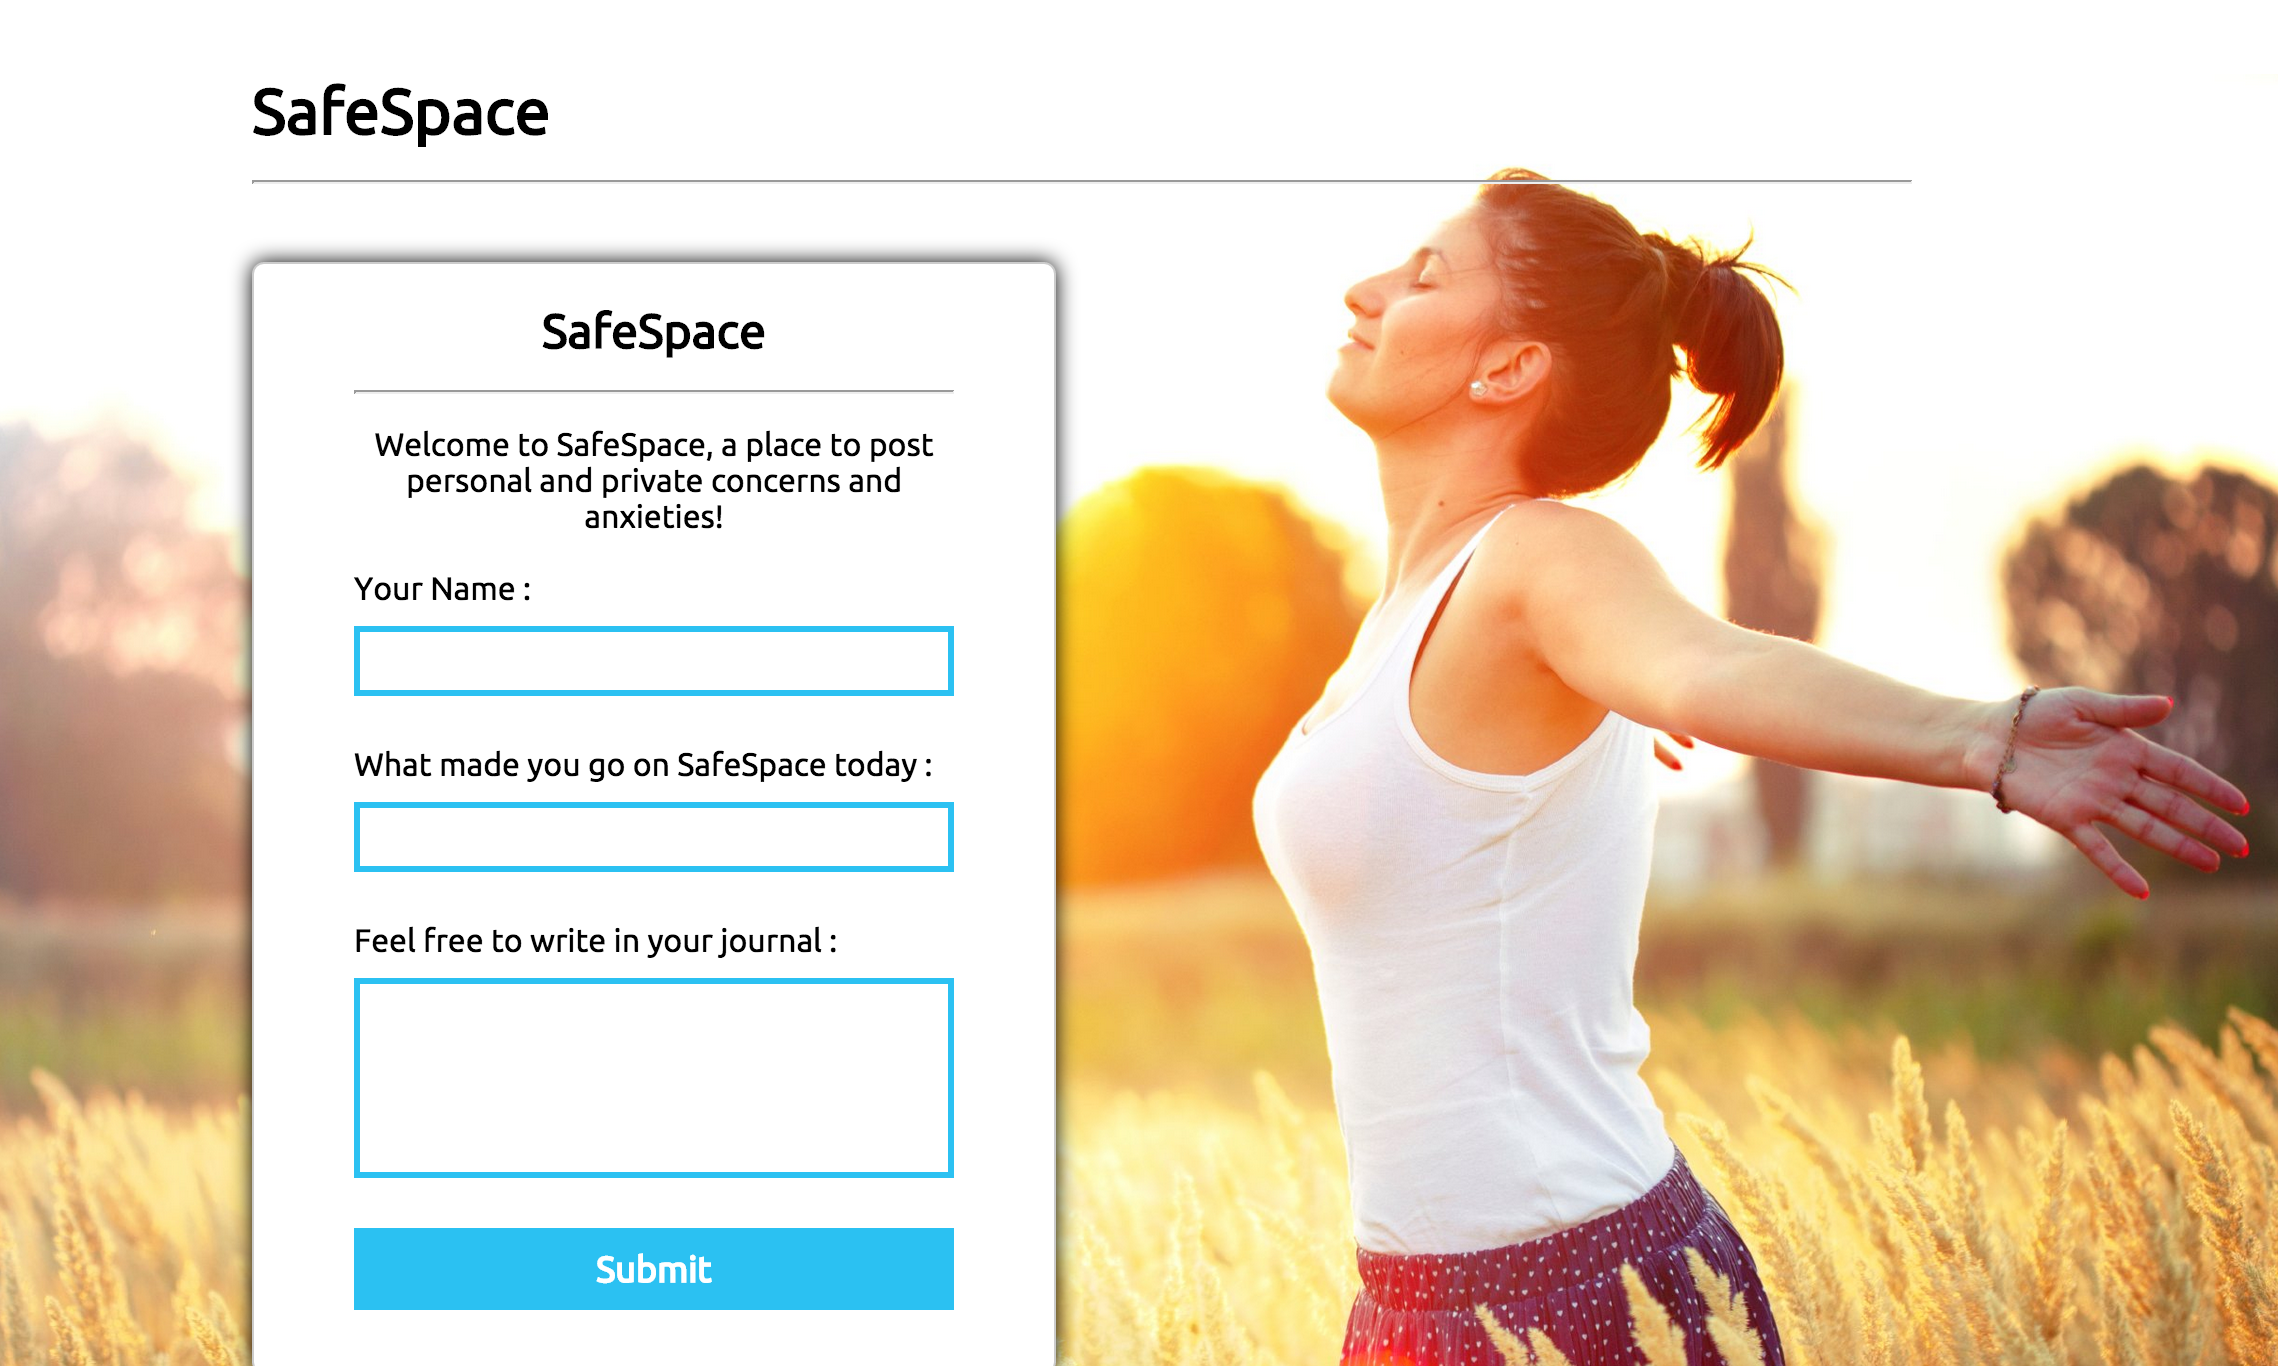 SafeSpace
SafeSpace
Welcome to SafeSpace, a place to post
personal and private concerns and
anxieties!
Your Name :
What made you go on SafeSpace today :
Feel free to write in your journal :
Submit